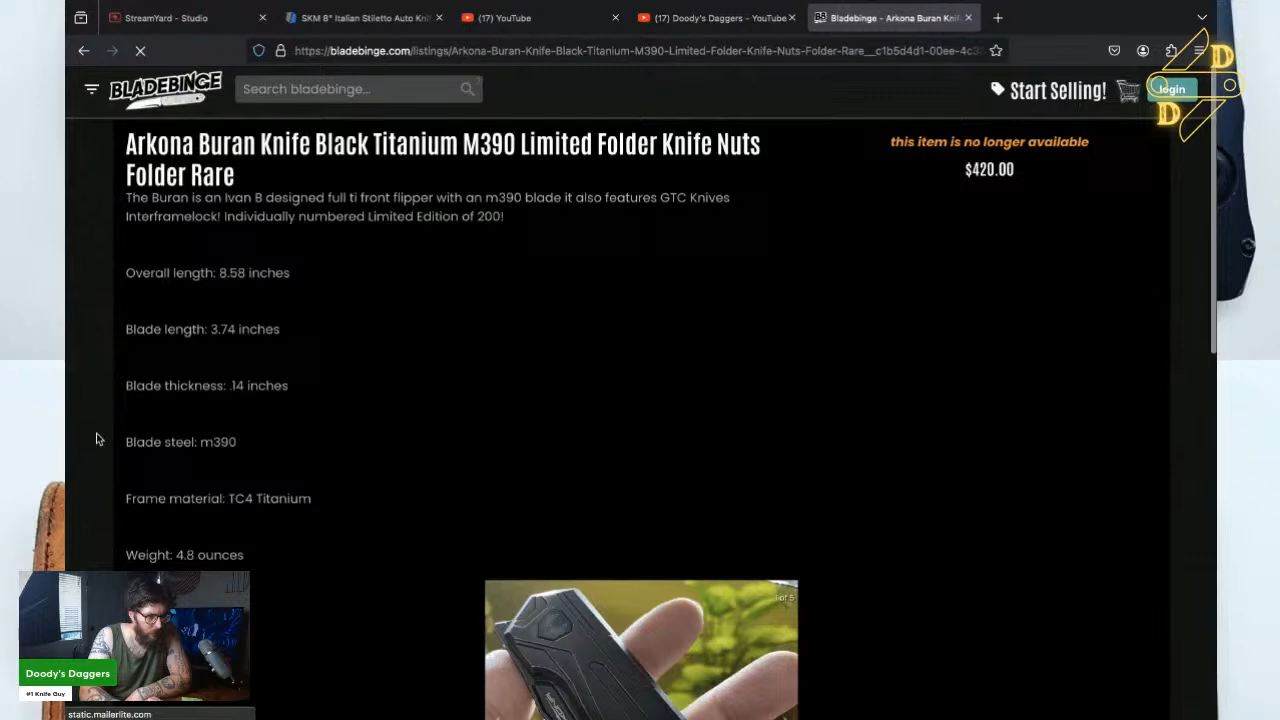 StreamYard - Studio
SKM 8" Italian Stiletto Auto Knif
(17) YouTube
(17) Doody's Daggers - YouTube
Bladebinge - Arkona Buran Knif
https://bladebinge.com/listings/Arkona-Buran-Knife-Black-Titanium-M390-Limited-Folder-Knife-Nuts-Folder-Rare__c1b5d4d1-00ee-4c3
D
BLADEBINGE
Search bladebinge...
Start Selling!
login
D
Arkona Buran Knife Black Titanium M390 Limited Folder Knife Nuts
Folder Rare
this item is no longer available
$420.00
The Buran is an Ivan B designed full ti front flipper with an m390 blade it also features GTC Knives
Interframelock! Individually numbered Limited Edition of 200!
Overall length: 8.58 inches
Blade length: 3.74 inches
Blade thickness: .14 inches
Blade steel: m390
Frame material: TC4 Titanium
Weight: 4.8 ounces
1 of 5
Doody's Daggers
#1 Knife Guy
static.mailerlite.com